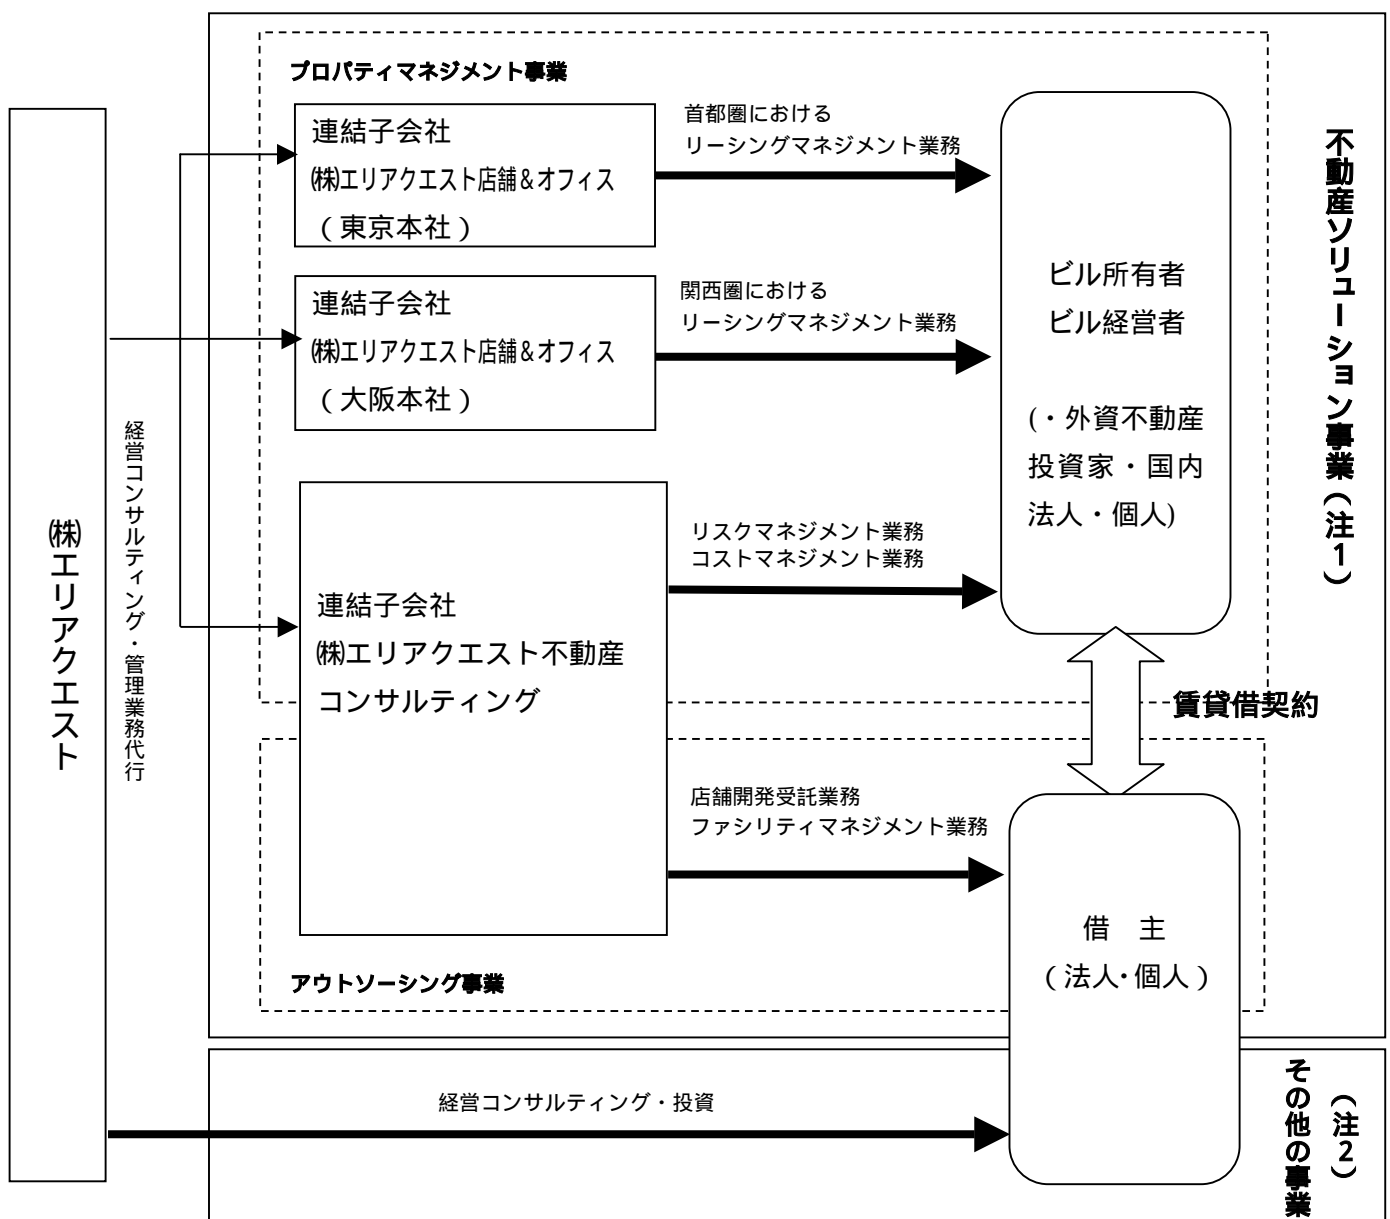 ㈱エリアクエスト
経営コンサルティング・管理業務代行
プロパティマネジメント事業
連結子会社
㈱エリアクエスト店舗＆オフィス
（東京本社）
首都圏における
リーシングマネジメント業務
連結子会社
㈱エリアクエスト店舗＆オフィス
（大阪本社）
関西圏における
リーシングマネジメント業務
連結子会社
㈱エリアクエスト不動産
コンサルティング
リスクマネジメント業務
コストマネジメント業務
ビル所有者
ビル経営者
(・外資不動産
投資家・国内
法人・個人)
不動産ソリューション事業（注１）
賃貸借契約
店舗開発受託業務
ファシリティマネジメント業務
アウトソーシング事業
借　主
（法人・個人）
経営コンサルティング・投資
（注２）
その他の事業